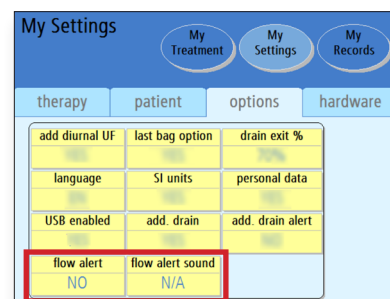 My Settings
My Treatment
My Settings
My Records
therapy patient options hardware
add diurnal UF last bag option drain exit %
language SI units personal data
USB enabled add. drain add. drain alert
flow alert flow alert sound
NO N/A